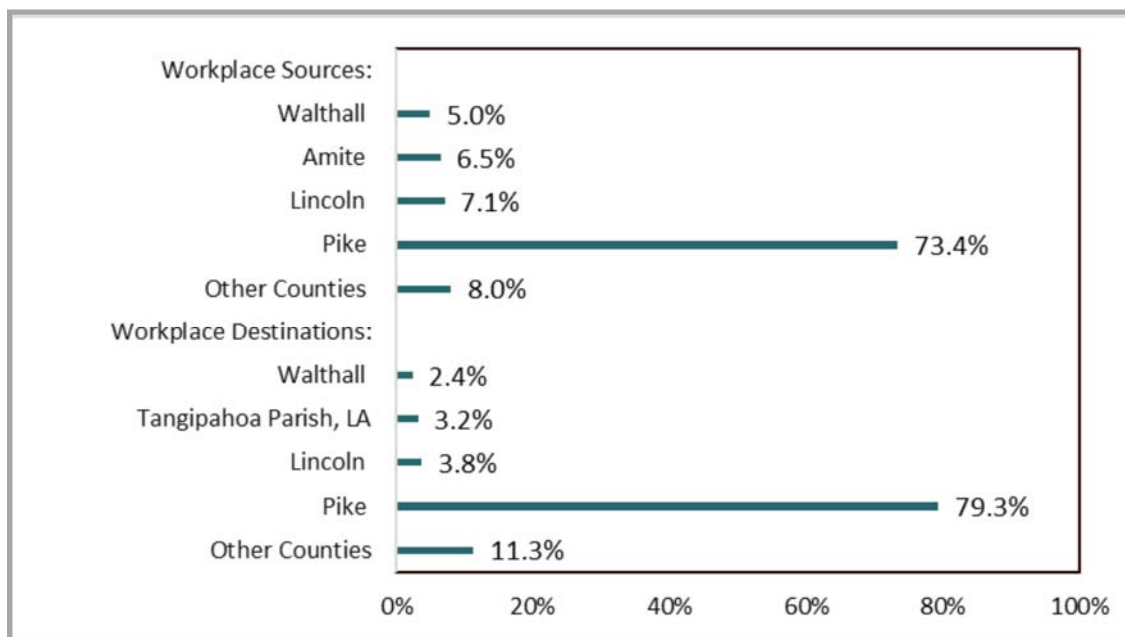 Workplace Sources:
Walthall 5.0%
Amite 6.5%
Lincoln 7.1%
Pike 73.4%
Other Counties 8.0%
Workplace Destinations:
Walthall 2.4%
Tangipahoa Parish, LA 3.2%
Lincoln 3.8%
Pike 79.3%
Other Counties 11.3%
0% 20% 40% 60% 80% 100%